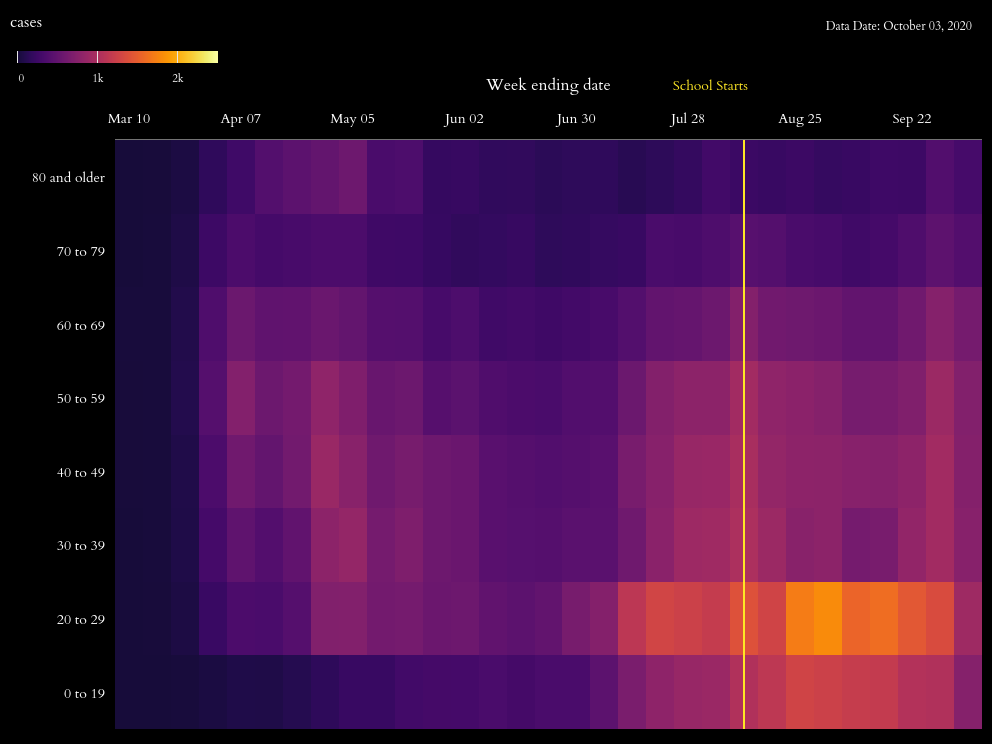 cases
Data Date: October 03, 2020
0 1k 2k
Week ending date
School Starts
Mar 10 Apr 07 May 05 Jun 02 Jun 30 Jul 28 Aug 25 Sep 22
80 and older
70 to 79
60 to 69
50 to 59
40 to 49
30 to 39
20 to 29
0 to 19